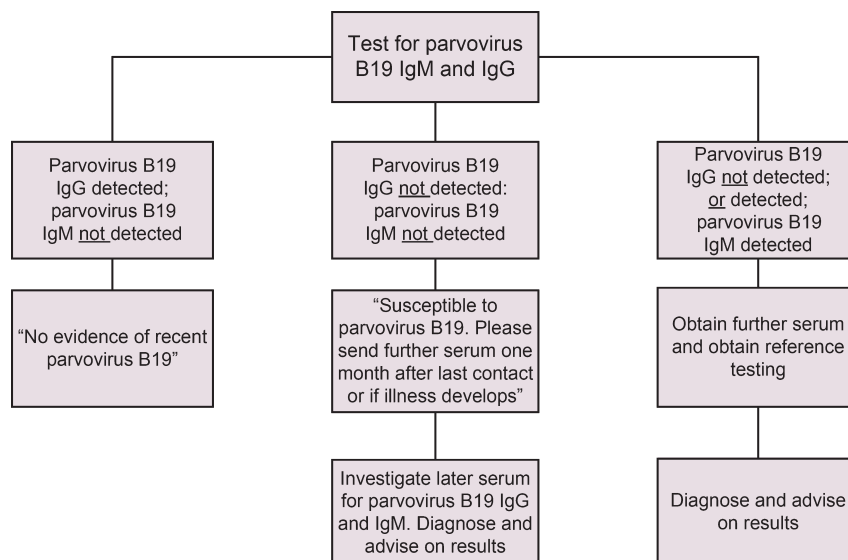 Test for parvovirus
B19 IgM and IgG
Parvovirus B19
IgG detected;
parvovirus B19
IgM not detected
Parvovirus B19
IgG not detected:
parvovirus B19
IgM not detected
Parvovirus B19
IgG not detected;
or detected;
parvovirus B19
IgM detected
“No evidence of recent
parvovirus B19”
“Susceptible to
parvovirus B19. Please
send further serum one
month after last contact
or if illness develops”
Obtain further serum
and obtain reference
testing
Investigate later serum
for parvovirus B19 IgG
and IgM. Diagnose and
advise on results
Diagnose and advise
on results